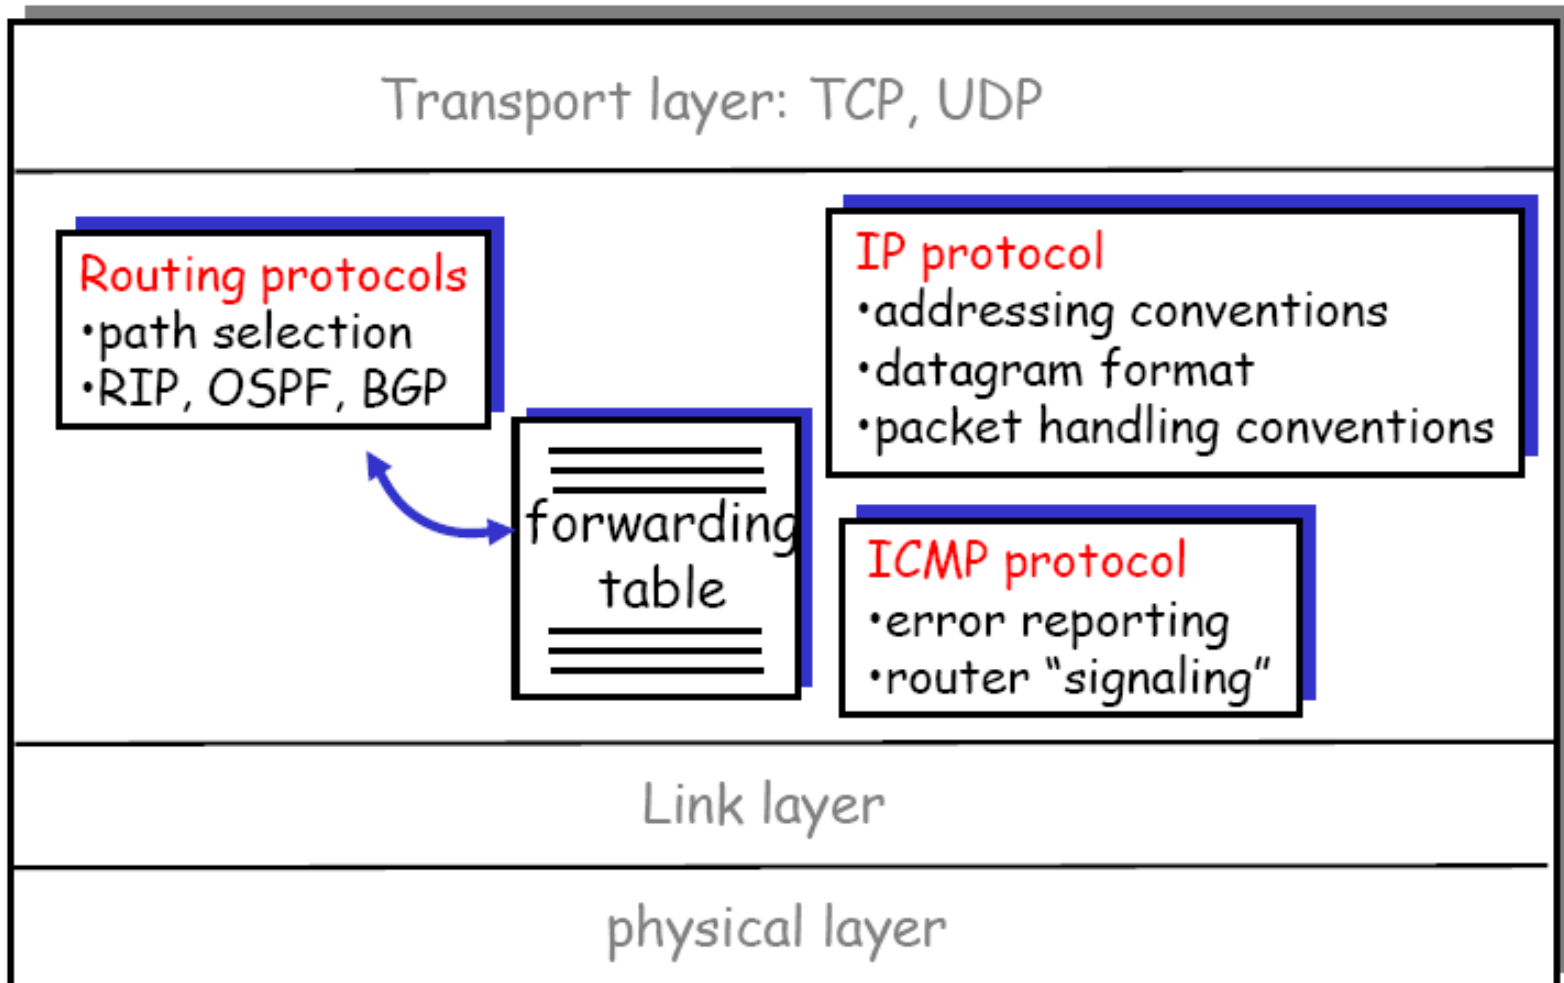 Transport layer: TCP, UDP
Routing protocols
•path selection
•RIP, OSPF, BGP
forwarding
table
IP protocol
•addressing conventions
•datagram format
•packet handling conventions
ICMP protocol
•error reporting
•router “signaling”
Link layer
physical layer